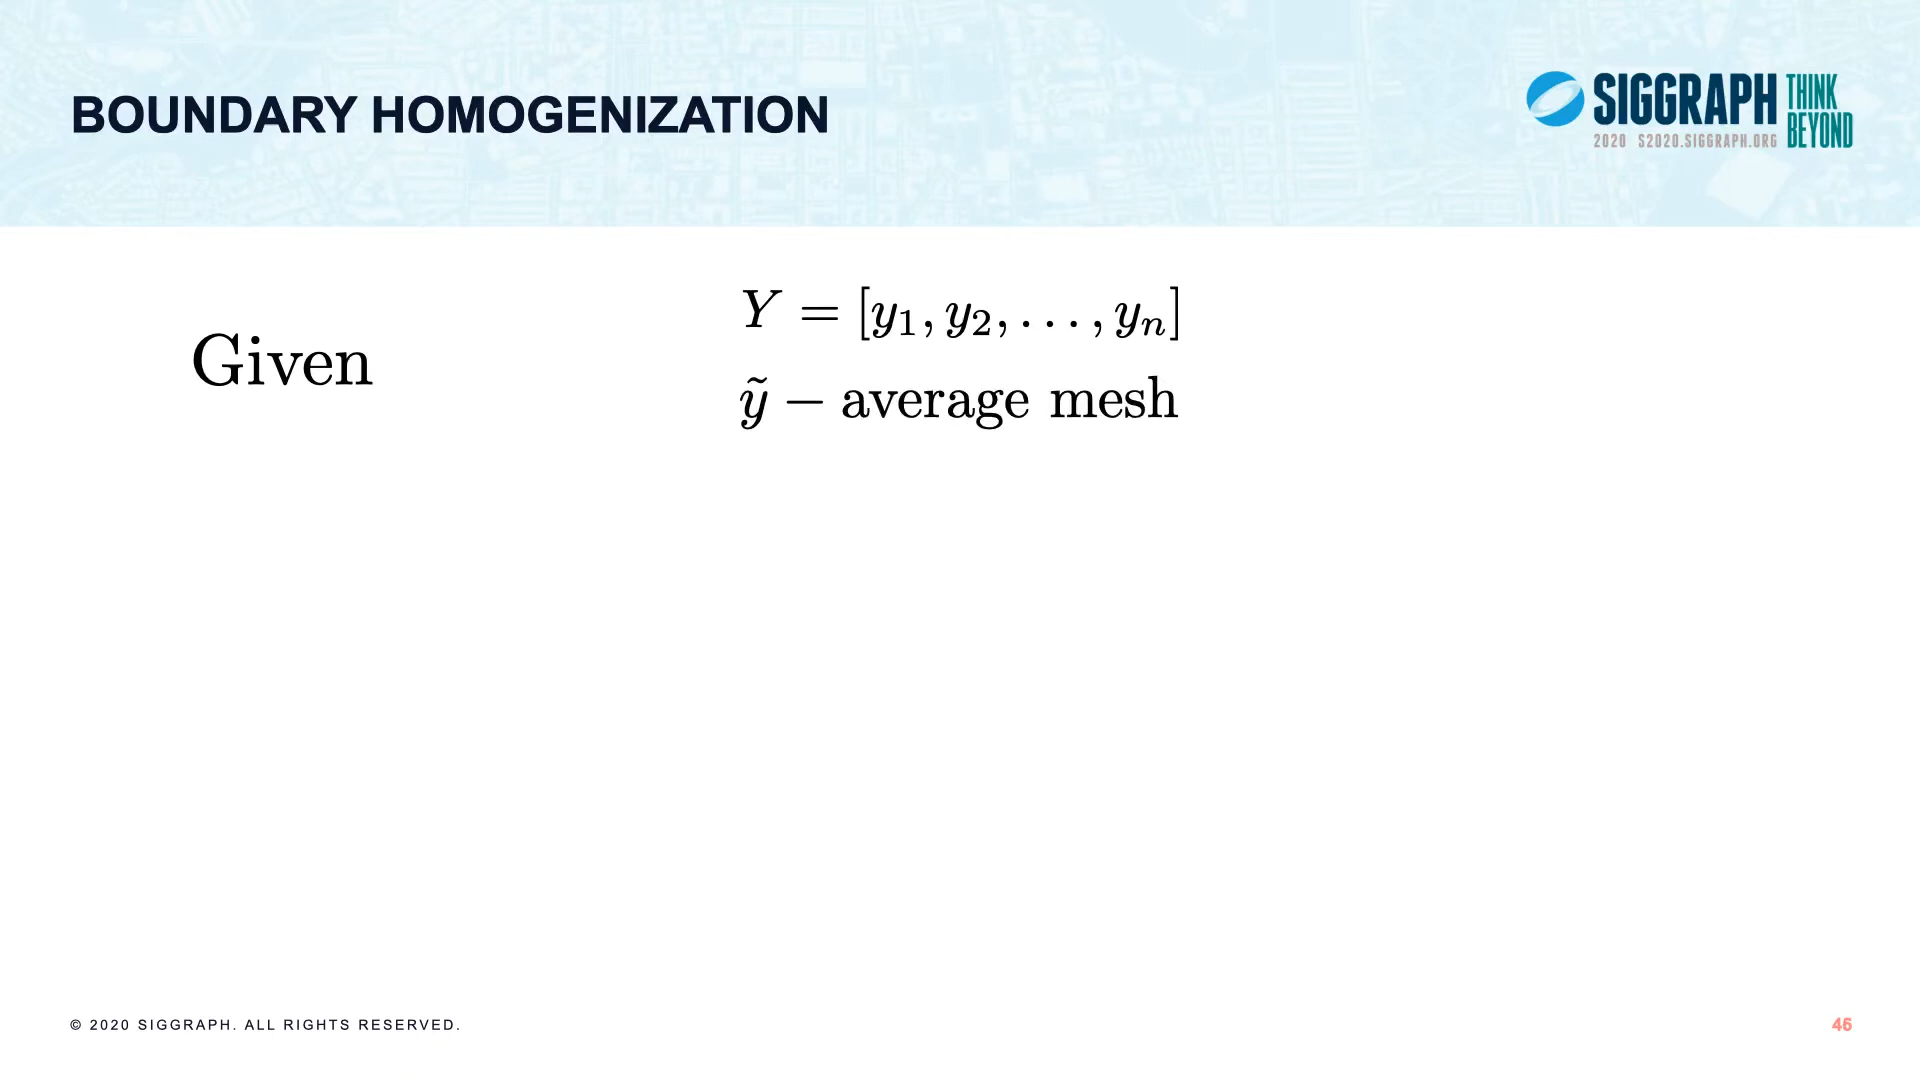 BOUNDARY HOMOGENIZATION
SIGGRAPH THINK BEYOND
2020 S2020.SIGGRAPH.ORG
Given
Y = [y₁, y₂, . . . , yₙ]
ỹ – average mesh
© 2020 SIGGRAPH. ALL RIGHTS RESERVED.
45